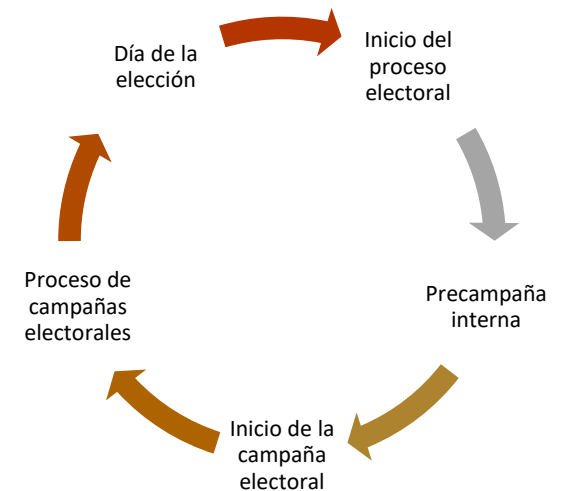 Inicio del
proceso
electoral
Precampaña
interna
Inicio de la
campaña
electoral
Proceso de
campañas
electorales
Día de la
elección